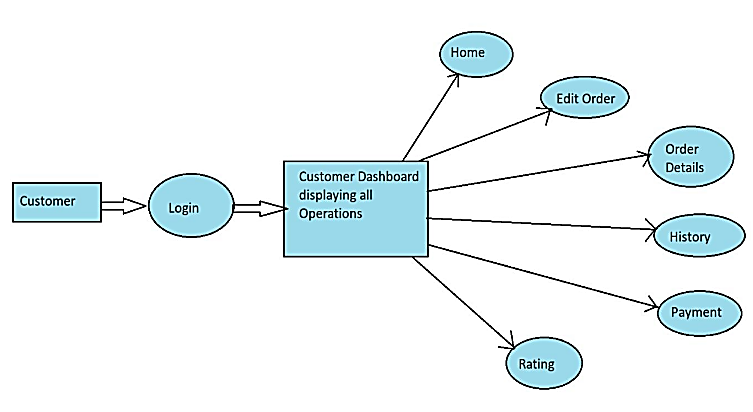 Customer
Login
Customer Dashboard
displaying all
Operations
Home
Edit Order
Order
Details
History
Payment
Rating